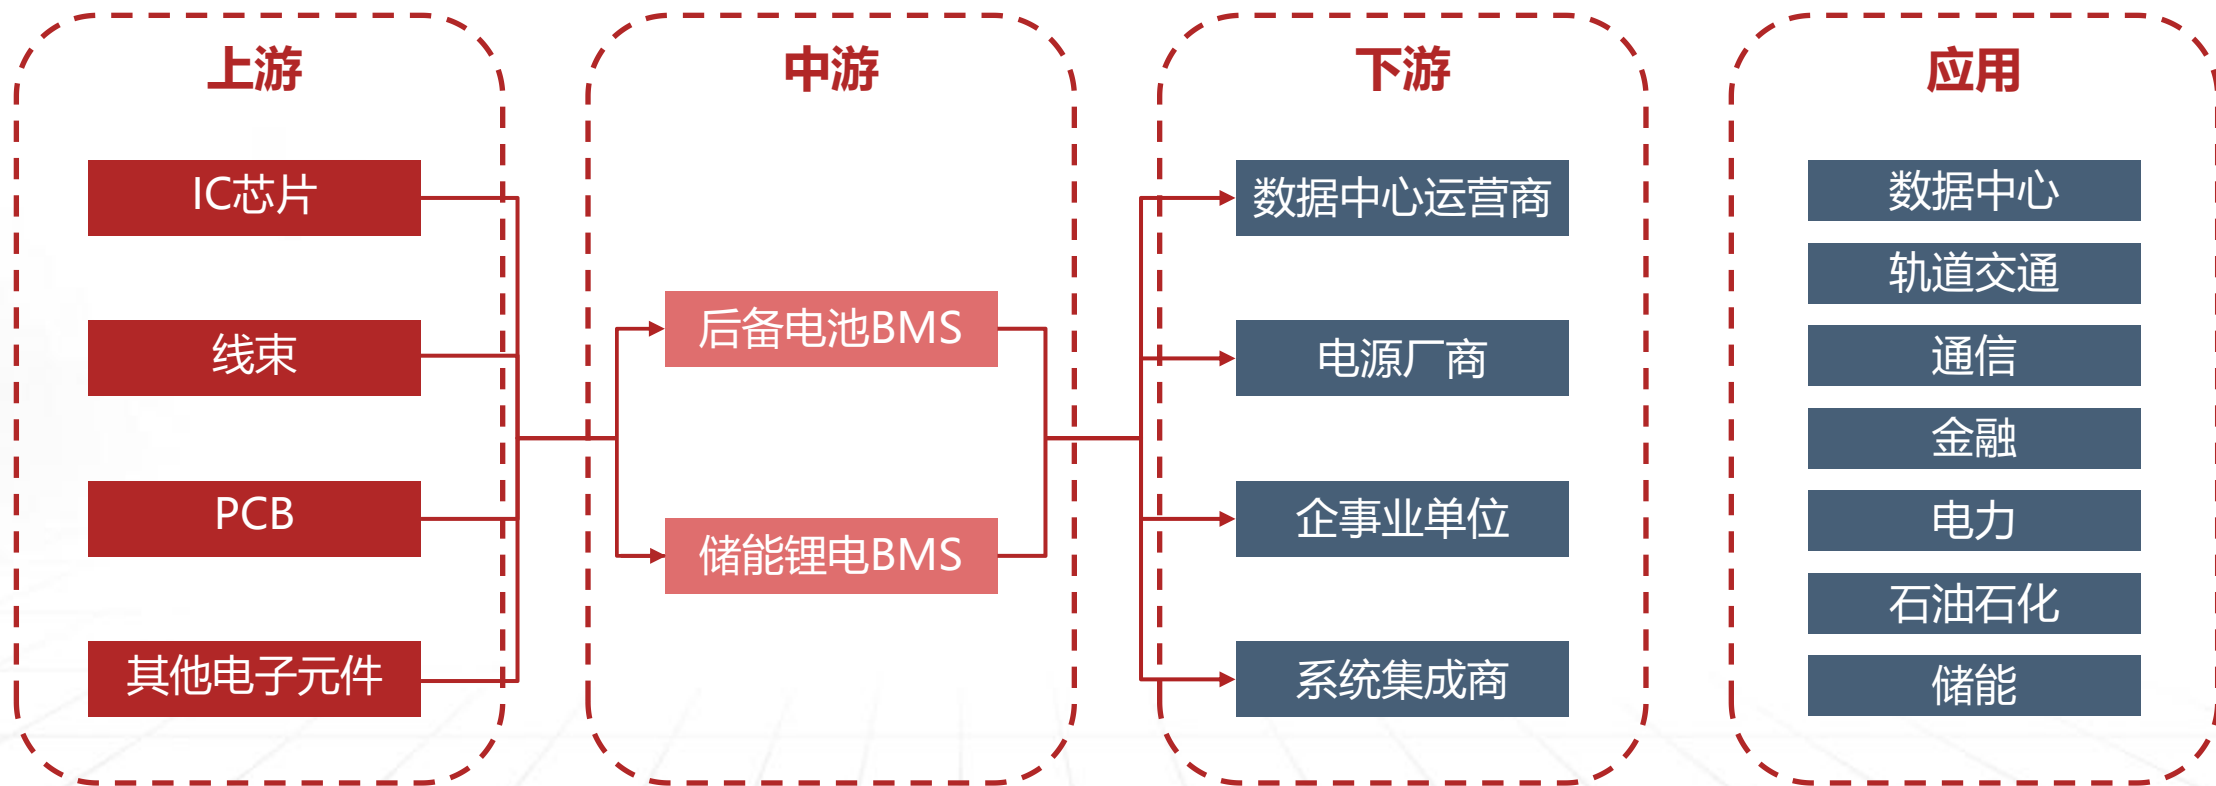 上游
IC芯片
线束
PCB
其他电子元件
中游
后备电池BMS
储能锂电BMS
下游
数据中心运营商
电源厂商
企事业单位
系统集成商
应用
数据中心
轨道交通
通信
金融
电力
石油石化
储能